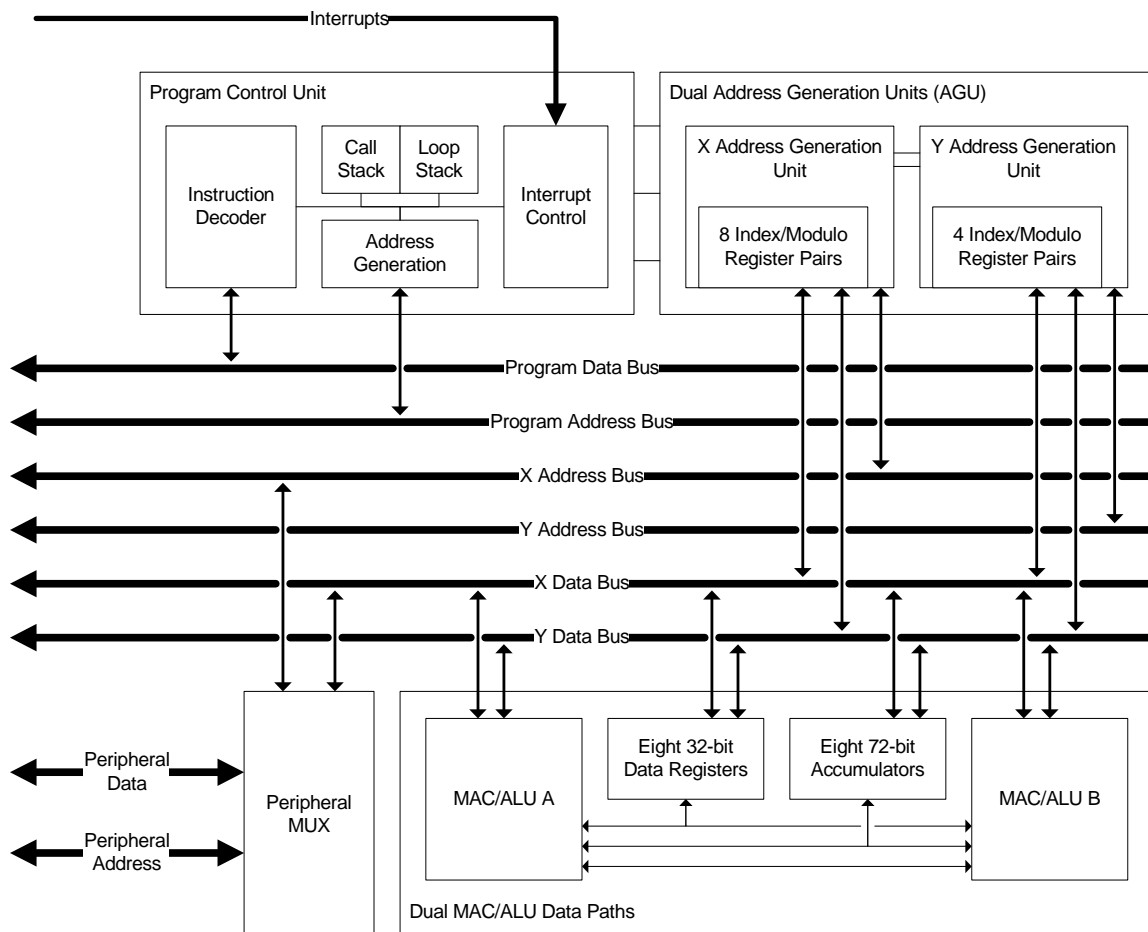 Interrupts
Program Control Unit
Dual Address Generation Units (AGU)
Call
Stack
Loop
Stack
X Address Generation
Unit
Y Address Generation
Unit
Instruction
Decoder
Interrupt
Control
Address
Generation
8 Index/Modulo
Register Pairs
4 Index/Modulo
Register Pairs
Program Data Bus
Program Address Bus
X Address Bus
Y Address Bus
X Data Bus
Y Data Bus
Peripheral
Data
Peripheral
Address
Peripheral
MUX
MAC/ALU A
Eight 32-bit
Data Registers
Eight 72-bit
Accumulators
MAC/ALU B
Dual MAC/ALU Data Paths